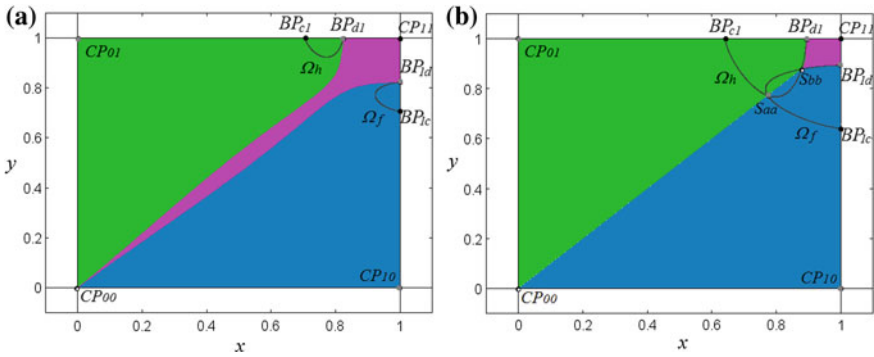 (a)
BPc1 BPd1 CP11
1
CP01
Ωh
BP1d
0.8
Ωf
BP1c
0.6
y
0.4
0.2
CP10
0
CP00
0 0.2 0.4 0.6 0.8 1
x
(b)
BPc1 BPd1 CP11
1
CP01
Ωh
Sbb
BP1d
0.8
Saa
Ωf
BP1c
0.6
y
0.4
0.2
CP10
0
CP00
0 0.2 0.4 0.6 0.8 1
x